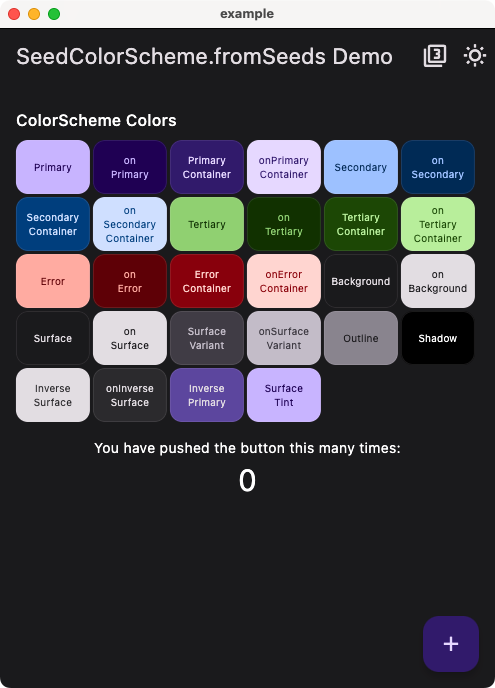 example
SeedColorScheme.fromSeeds Demo
3
ColorScheme Colors
Primary
on
Primary
Primary
Container
onPrimary
Container
Secondary
on
Secondary
Secondary
Container
on
Secondary
Container
Tertiary
on
Tertiary
Tertiary
Container
on
Tertiary
Container
Error
on
Error
Error
Container
onError
Container
Background
on
Background
Surface
on
Surface
Surface
Variant
onSurface
Variant
Outline
Shadow
Inverse
Surface
onInverse
Surface
Inverse
Primary
Surface
Tint
You have pushed the button this many times:
0
+